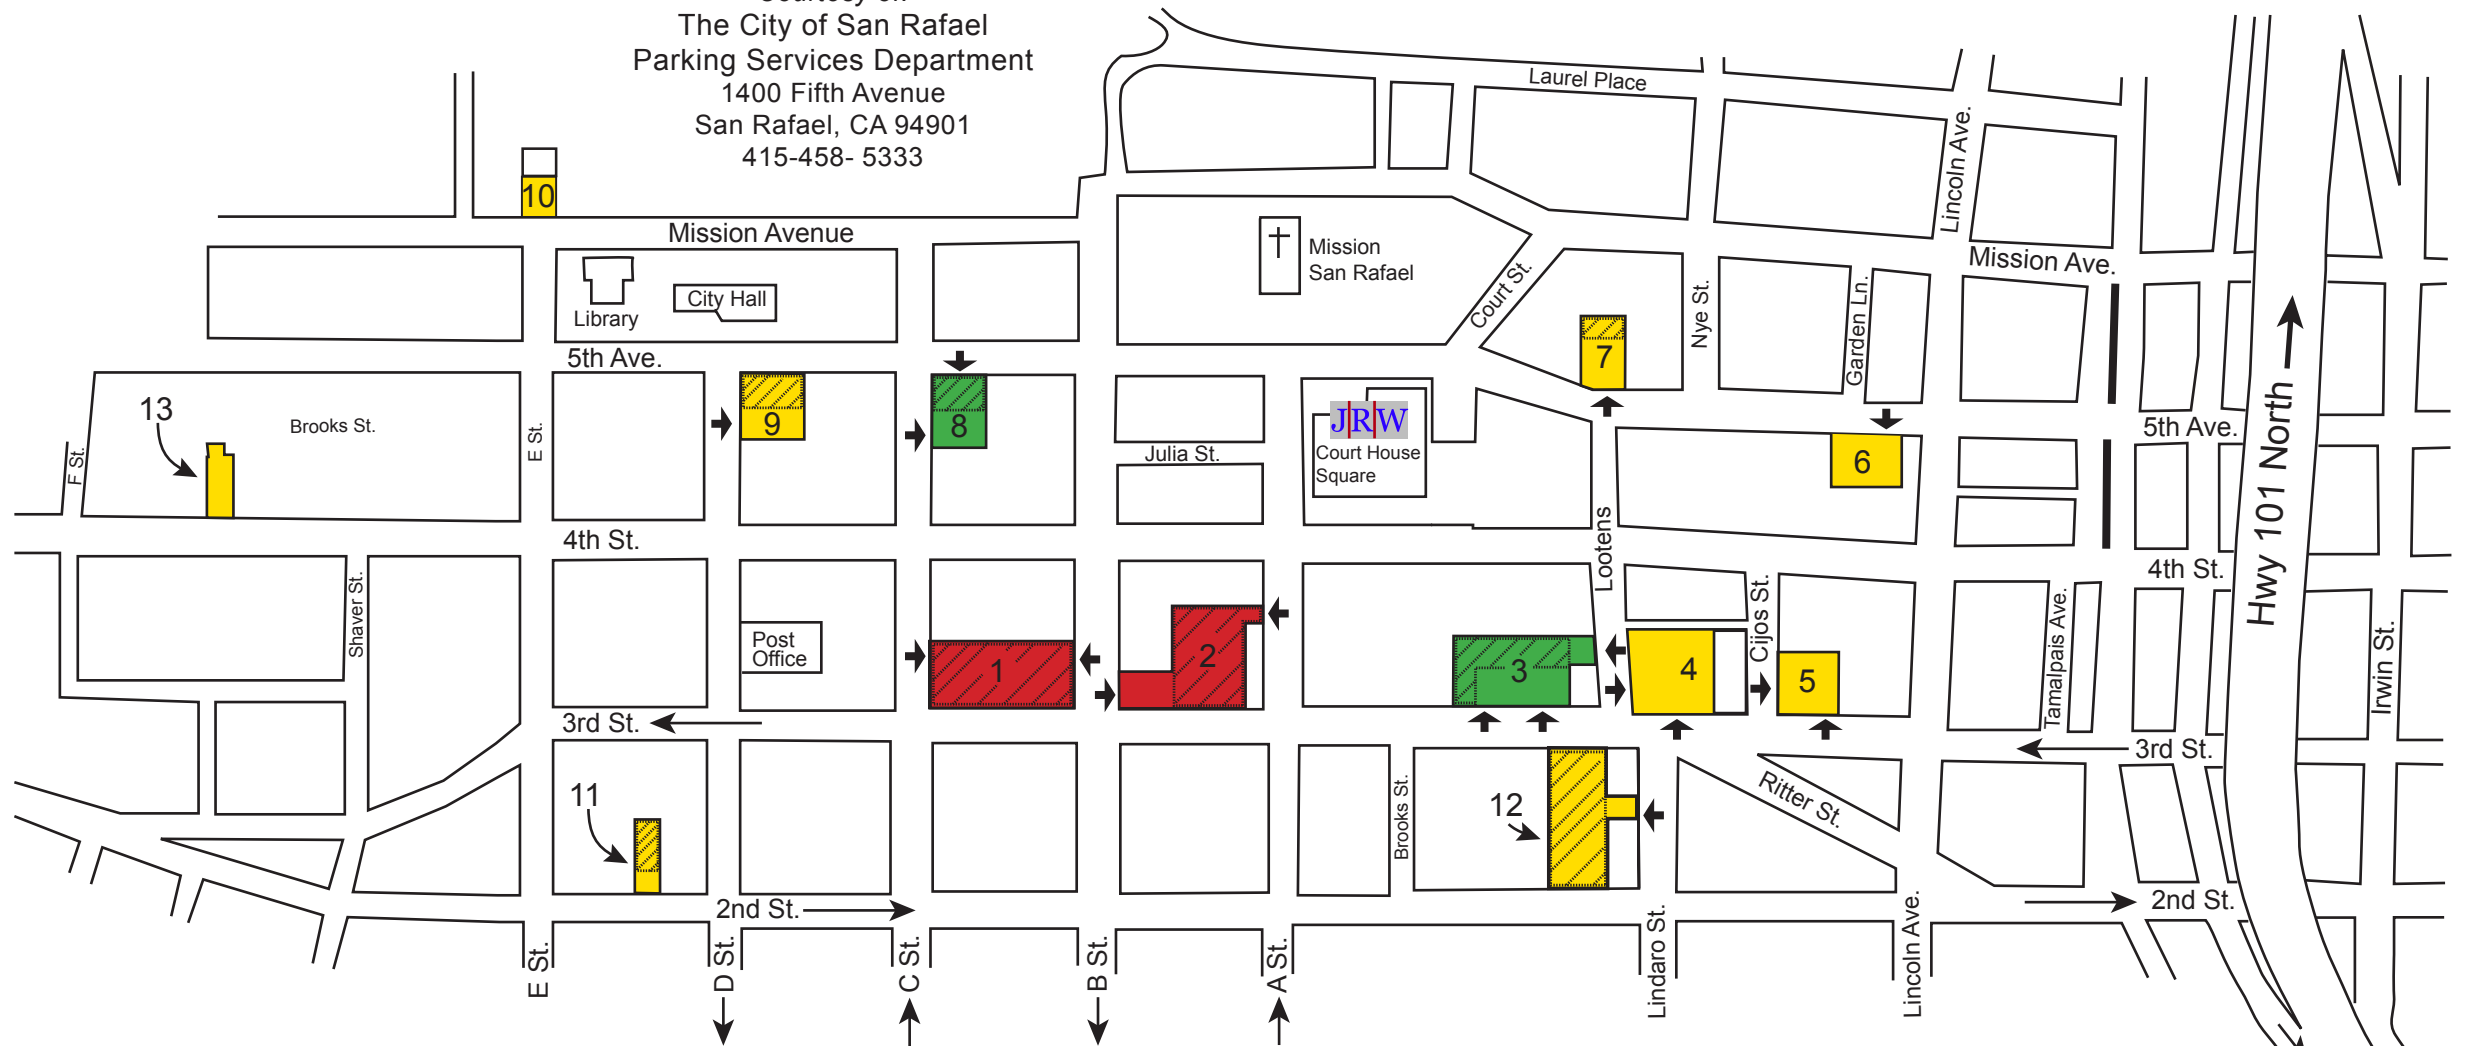 The City of San Rafael
Parking Services Department
1400 Fifth Avenue
San Rafael, CA 94901
415-458- 5333
Laurel Place
Lincoln Ave.
10
Mission Avenue
Mission
San Rafael
Court St.
Mission Ave.
Library
City Hall
Nye St.
Garden Ln.
7
5th Ave.
13
Brooks St.
F St.
E St.
9
8
Julia St.
J|R|W
Court House
Square
6
5th Ave.
Hwy 101 North
4th St.
Lootens
4th St.
Shaver St.
Post
Office
1
2
3
4
Cijos St.
5
Tamalpais Ave.
Irwin St.
3rd St.
3rd St.
11
Brooks St.
12
Ritter St.
2nd St.
2nd St.
E St.
D St.
C St.
B St.
A St.
Lindaro St.
Lincoln Ave.